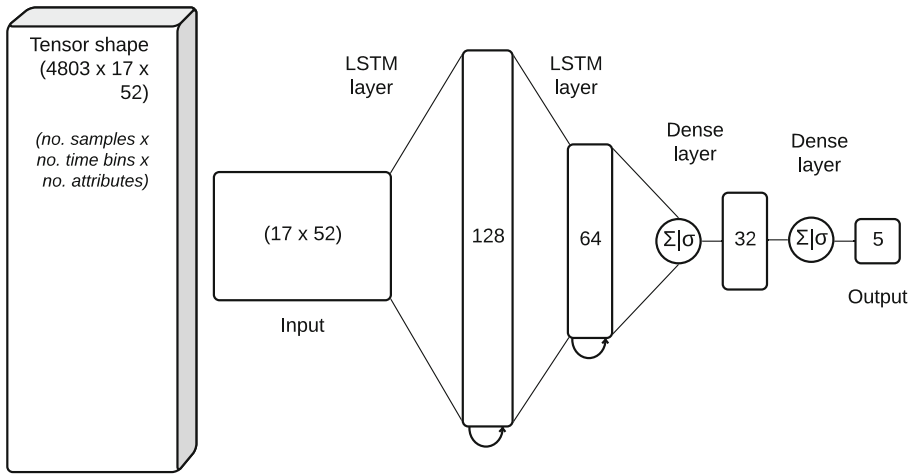 Tensor shape
(4803 x 17 x
52)
(no. samples x
no. time bins x
no. attributes)
(17 x 52)
Input
LSTM
layer
128
LSTM
layer
64
Dense
layer
Σ|σ
32
Dense
layer
Σ|σ
5
Output